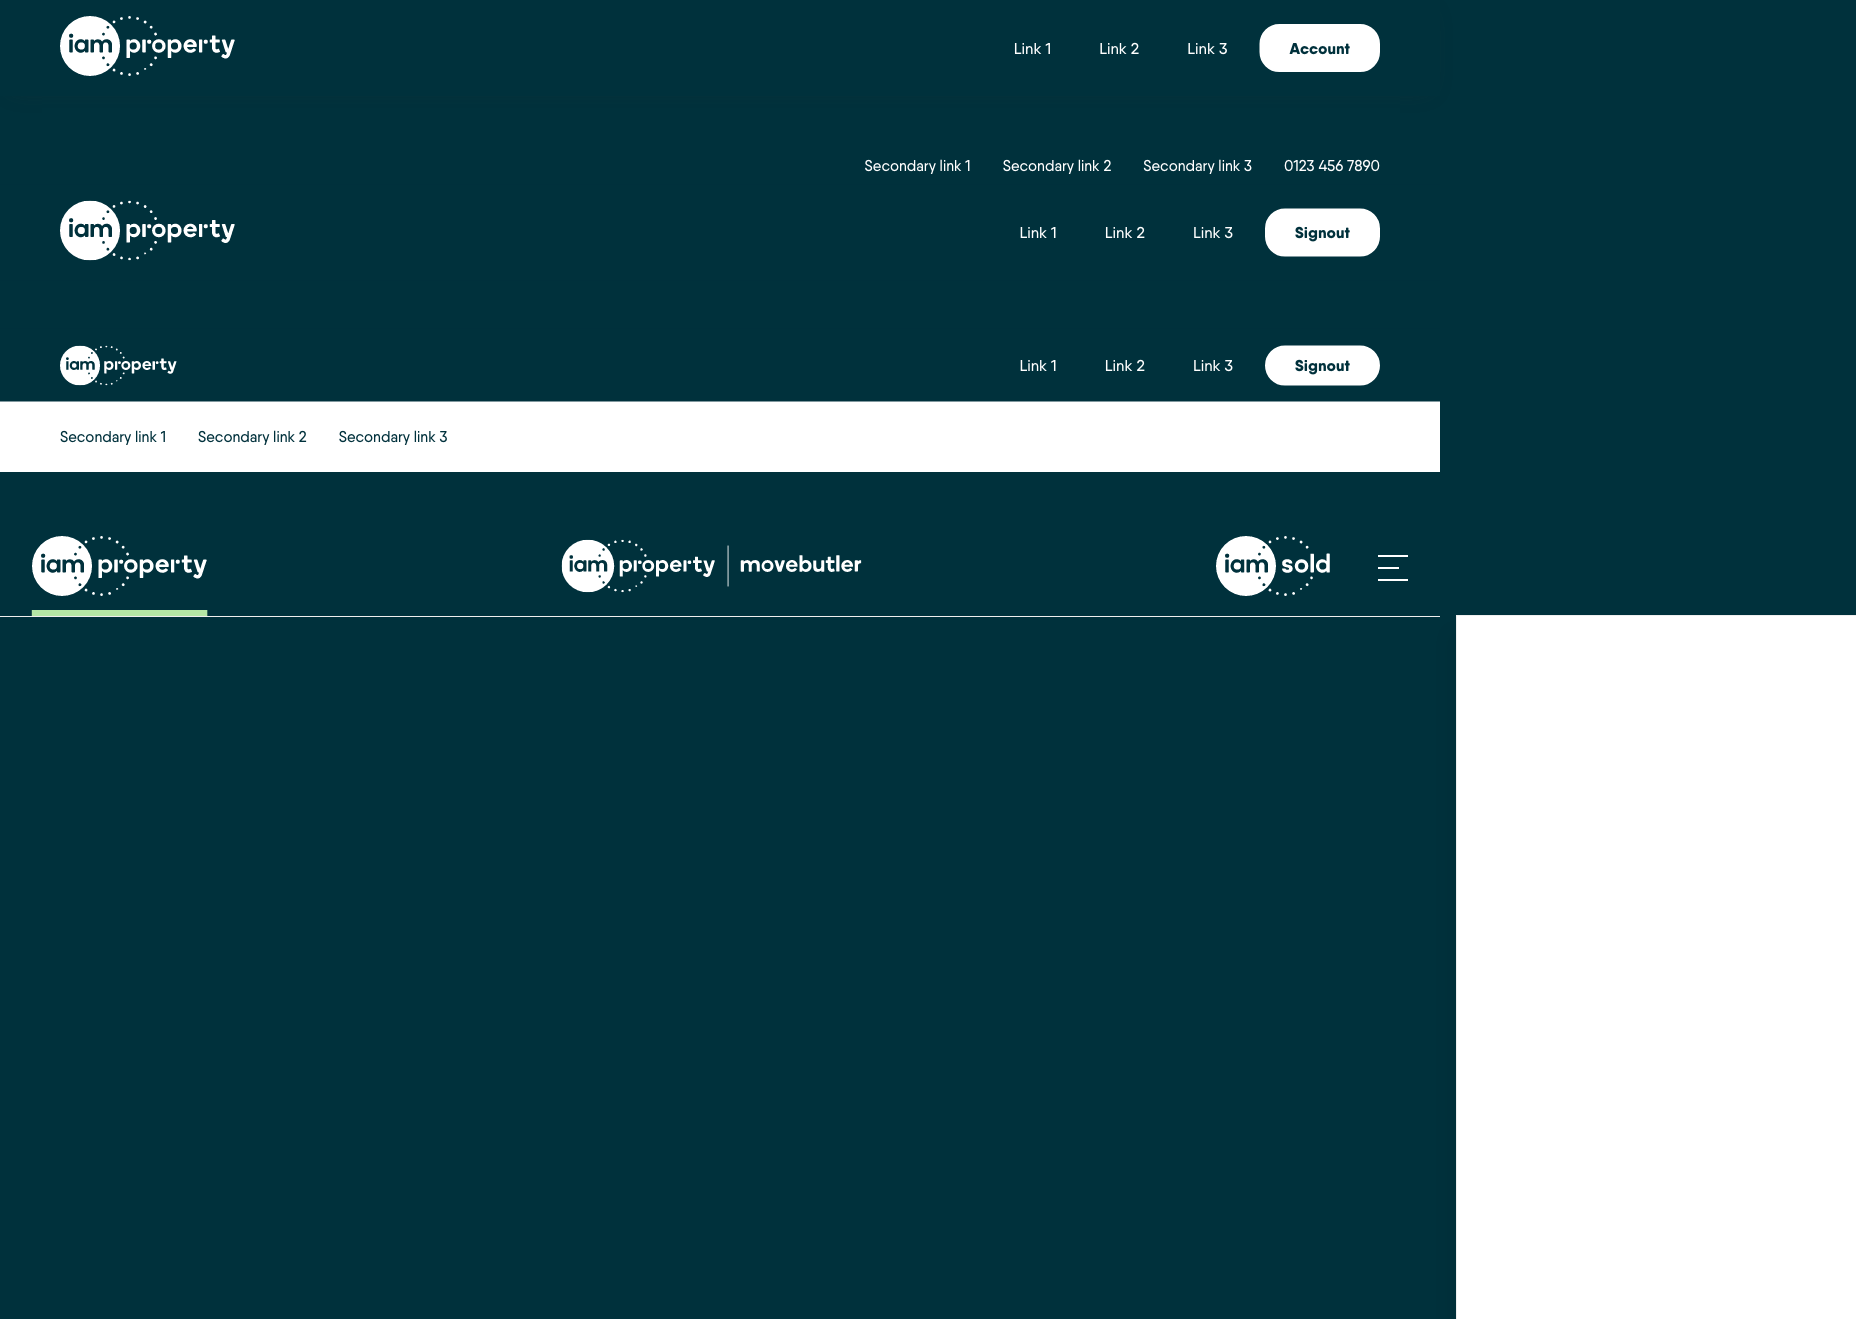 iam property Link 1 Link 2 Link 3 Account
Secondary link 1 Secondary link 2 Secondary link 3 0123 456 7890
iam property Link 1 Link 2 Link 3 Signout
iam property Link 1 Link 2 Link 3 Signout
Secondary link 1 Secondary link 2 Secondary link 3
iam property iam property | movebutler iam sold